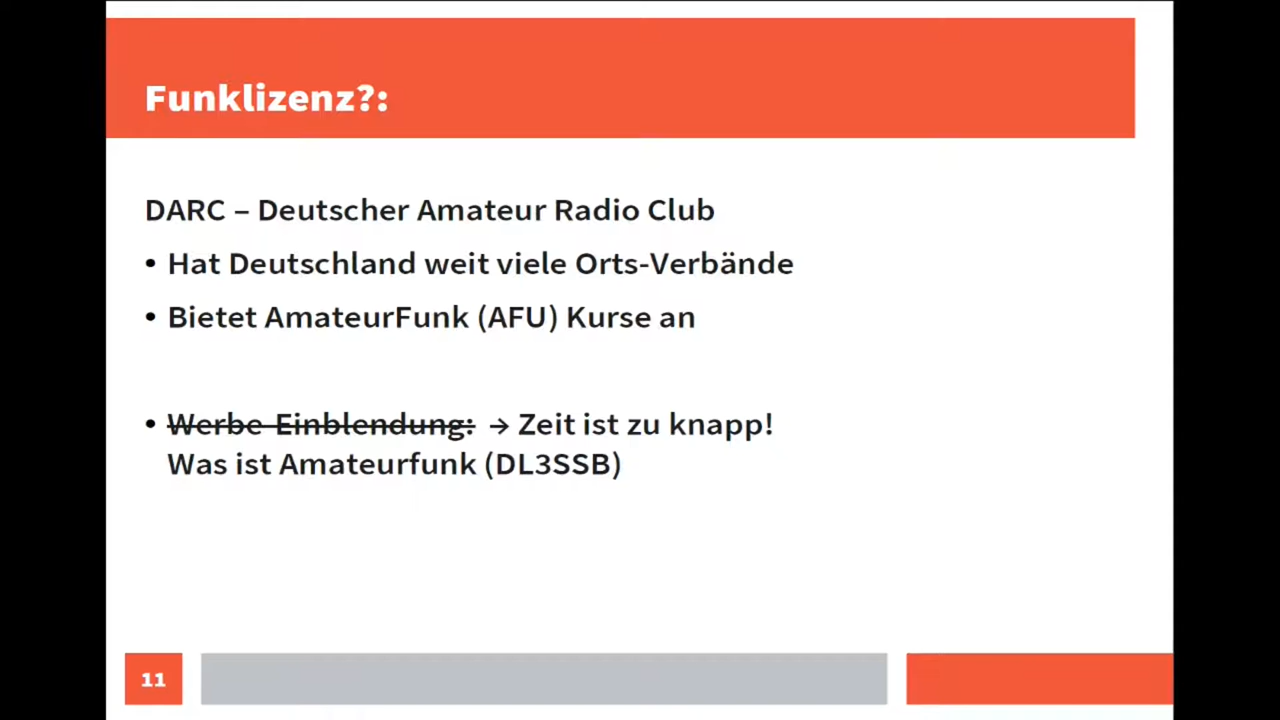 Funklizenz?:
DARC – Deutscher Amateur Radio Club
• Hat Deutschland weit viele Orts-Verbände
• Bietet AmateurFunk (AFU) Kurse an
• Werbe-Einblendung: → Zeit ist zu knapp!
Was ist Amateurfunk (DL3SSB)
11